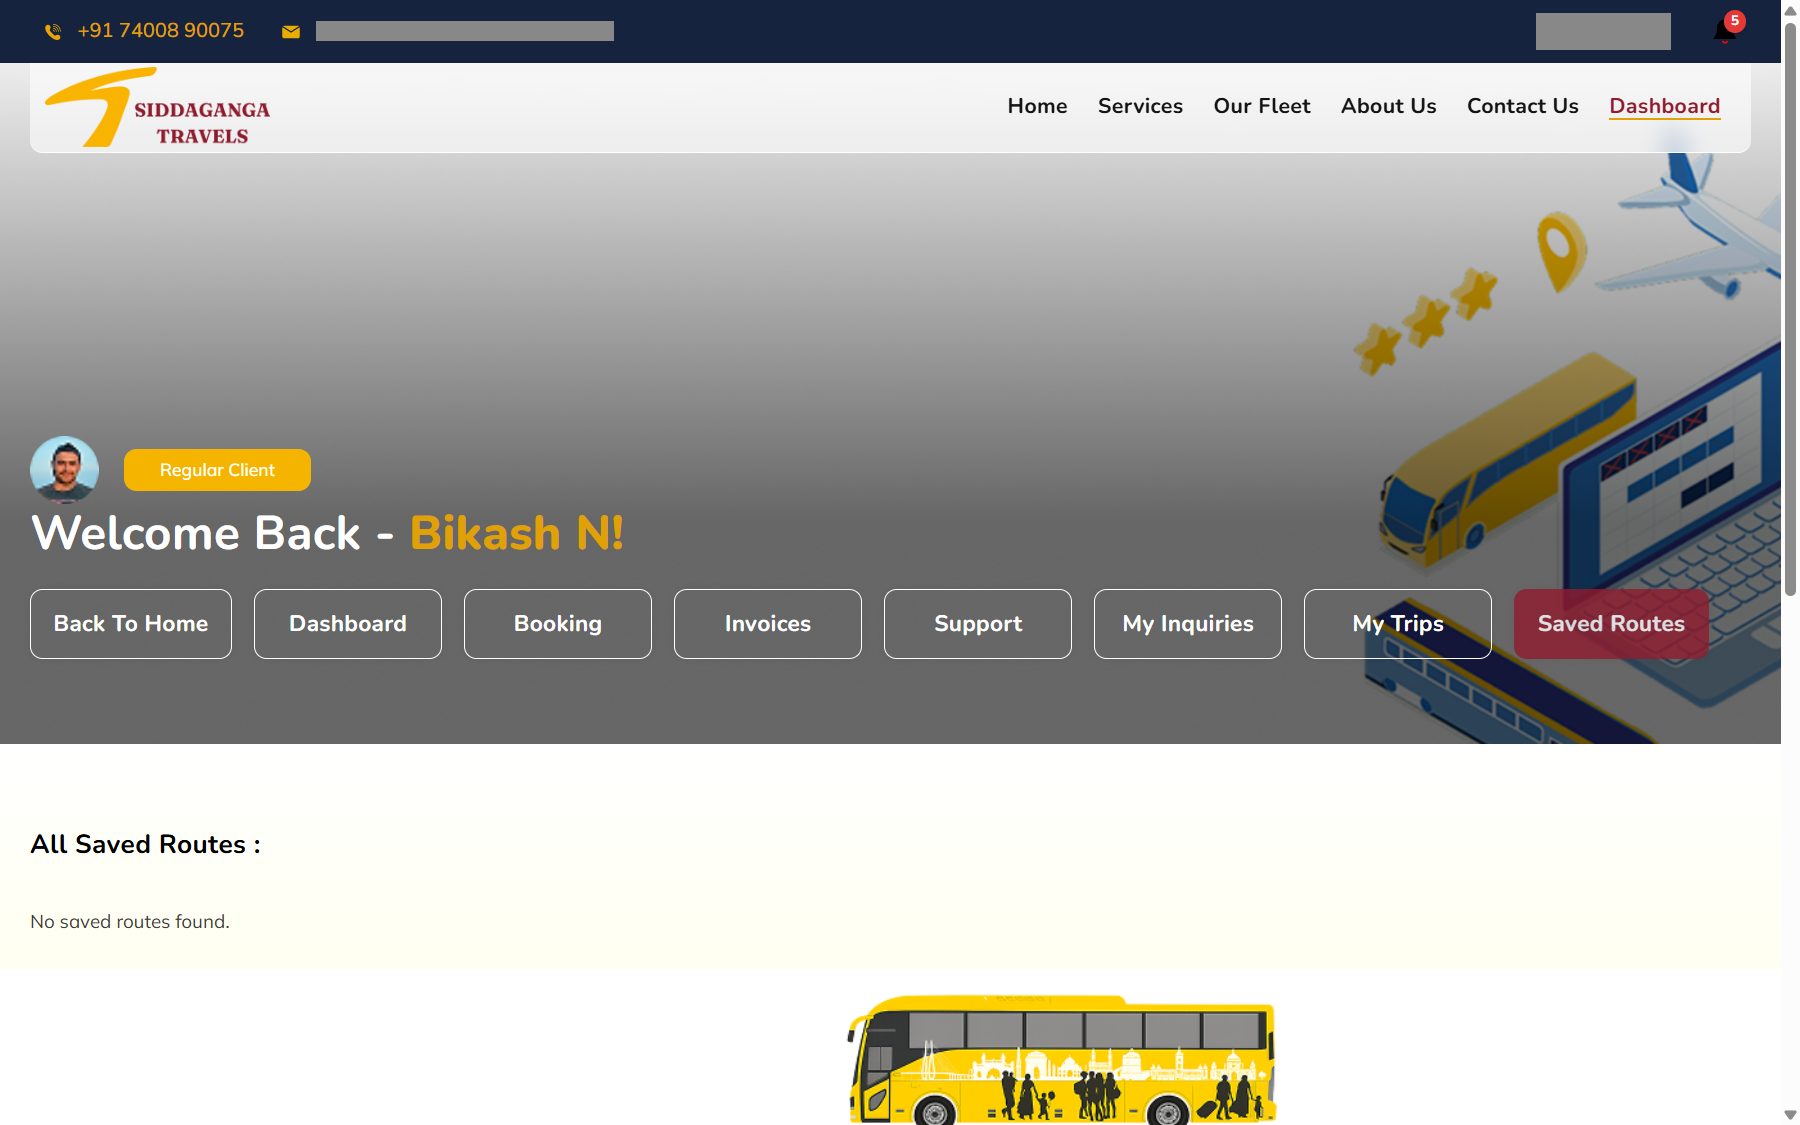 +91 74008 90075
5
SIDDAGANGA
TRAVELS
Home
Services
Our Fleet
About Us
Contact Us
Dashboard
Regular Client
Welcome Back - Bikash N!
Back To Home
Dashboard
Booking
Invoices
Support
My Inquiries
My Trips
Saved Routes
All Saved Routes :
No saved routes found.